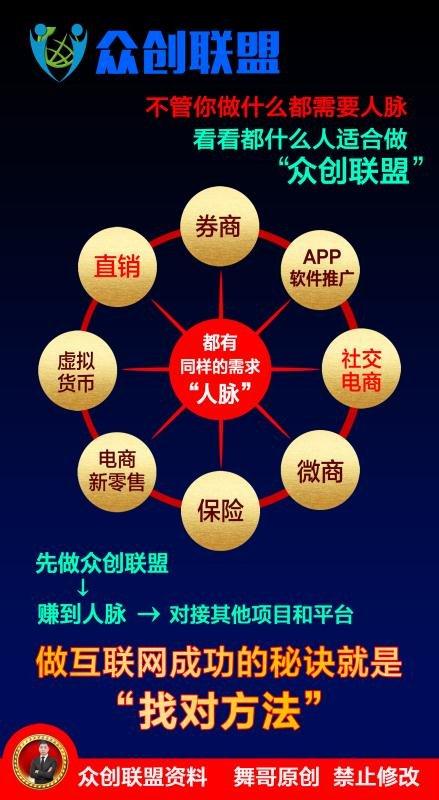 众创联盟
不管你做什么都需要人脉
看看都什么人适合做
“众创联盟”
券商
直销
APP
软件推广
都有
同样的需求
“人脉”
虚拟
货币
社交
电商
电商
新零售
微商
保险
先做众创联盟
↓
赚到人脉 → 对接其他项目和平台
做互联网成功的秘诀就是
“找对方法”
众创联盟资料 舞哥原创 禁止修改